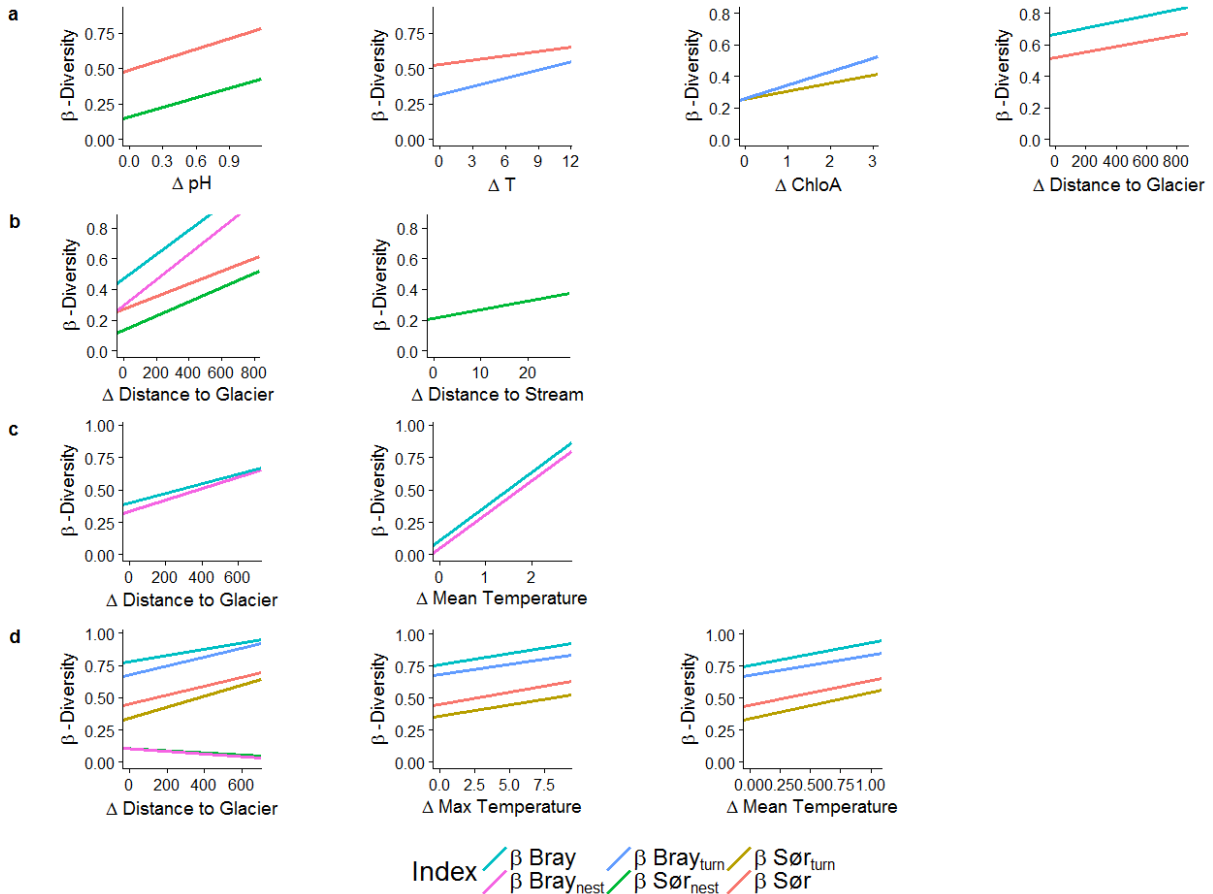 a
β -Diversity
0.75
0.50
0.25
0.00
0.0 0.3 0.6 0.9
Δ pH
β -Diversity
0.75
0.50
0.25
0.00
0 3 6 9 12
Δ T
β -Diversity
0.8
0.6
0.4
0.2
0.0
0 1 2 3
Δ ChloA
β -Diversity
0.8
0.6
0.4
0.2
0.0
0 200 400 600 800
Δ Distance to Glacier
b
β -Diversity
0.8
0.6
0.4
0.2
0.0
0 200 400 600 800
Δ Distance to Glacier
β -Diversity
0.8
0.6
0.4
0.2
0.0
0 10 20
Δ Distance to Stream
c
β -Diversity
1.00
0.75
0.50
0.25
0.00
0 200 400 600
Δ Distance to Glacier
β -Diversity
1.00
0.75
0.50
0.25
0.00
0 1 2
Δ Mean Temperature
d
β -Diversity
1.00
0.75
0.50
0.25
0.00
0 200 400 600
Δ Distance to Glacier
β -Diversity
1.00
0.75
0.50
0.25
0.00
0.0 2.5 5.0 7.5
Δ Max Temperature
β -Diversity
1.00
0.75
0.50
0.25
0.00
0.000.250.500.751.00
Δ Mean Temperature
Index
β Bray β Bray turn β Sør turn
β Bray nest β Sør nest β Sør